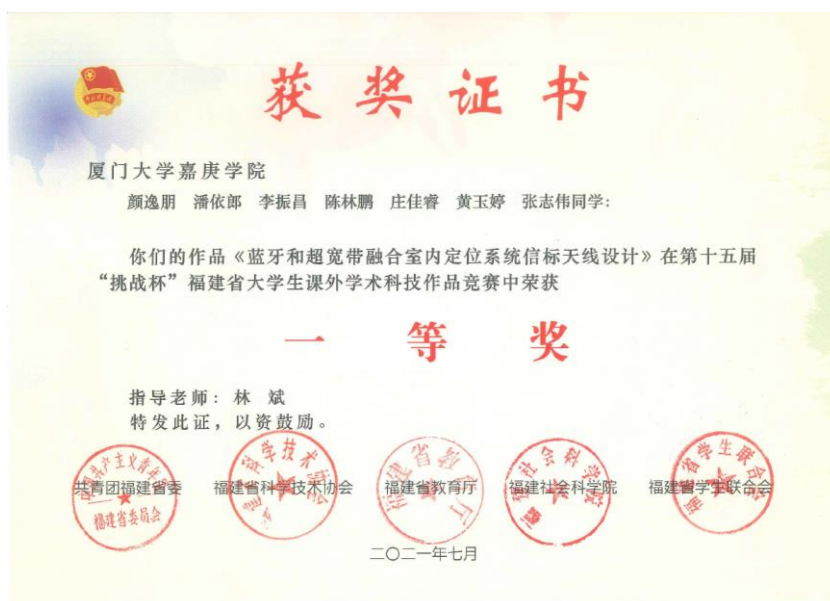 获奖证书
厦门大学嘉庚学院
颜逸朋 潘依郎 李振昌 陈林鹏 庄佳睿 黄玉婷 张志伟同学：
你们的作品《蓝牙和超宽带融合室内定位系统信标天线设计》在第十五届
“挑战杯”福建省大学生课外学术科技作品竞赛中荣获
一等奖
指导老师：林 斌
特发此证，以资鼓励。
共青团福建省委 福建省科学技术协会 福建省教育厅 福建社会科学院 福建省学生联合会
福建省委员会
二〇二一年七月